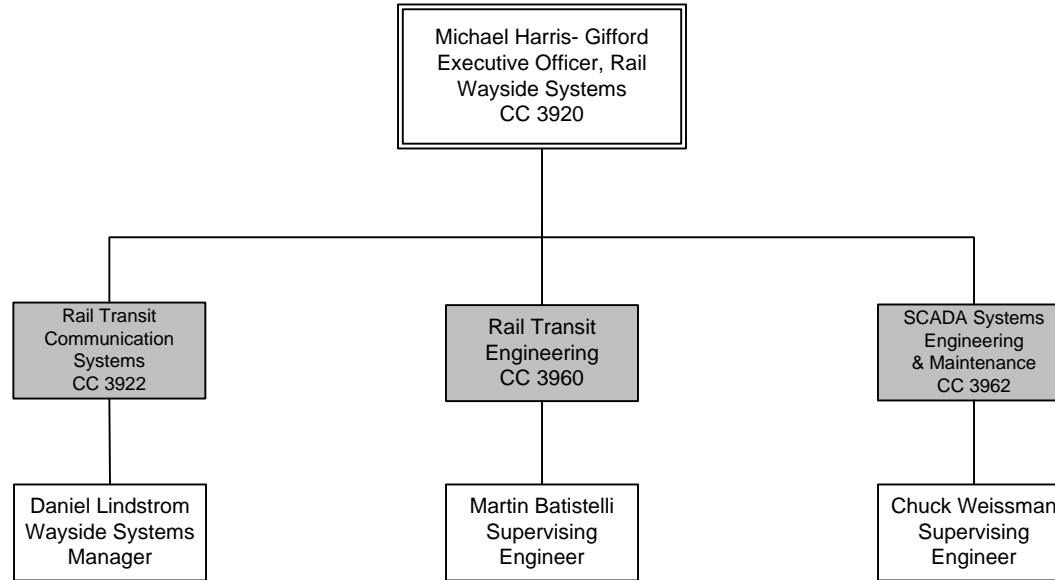 Michael Harris- Gifford
Executive Officer, Rail
Wayside Systems
CC 3920
Rail Transit
Communication
Systems
CC 3922
Rail Transit
Engineering
CC 3960
SCADA Systems
Engineering
& Maintenance
CC 3962
Daniel Lindstrom
Wayside Systems
Manager
Martin Batistelli
Supervising
Engineer
Chuck Weissman
Supervising
Engineer